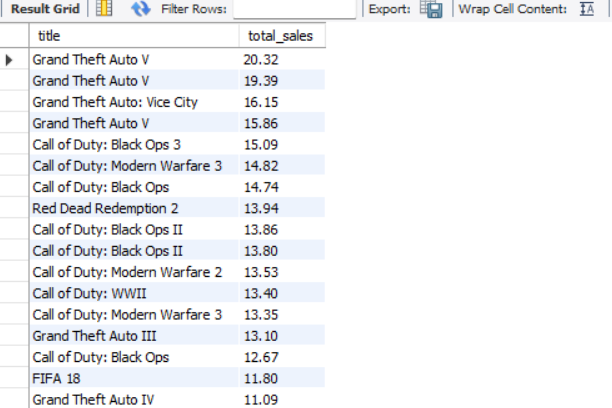 Result Grid Filter Rows: Export: Wrap Cell Content: IA
title total_sales
Grand Theft Auto V 20.32
Grand Theft Auto V 19.39
Grand Theft Auto: Vice City 16.15
Grand Theft Auto V 15.86
Call of Duty: Black Ops 3 15.09
Call of Duty: Modern Warfare 3 14.82
Call of Duty: Black Ops 14.74
Red Dead Redemption 2 13.94
Call of Duty: Black Ops II 13.86
Call of Duty: Black Ops II 13.80
Call of Duty: Modern Warfare 2 13.53
Call of Duty: WWII 13.40
Call of Duty: Modern Warfare 3 13.35
Grand Theft Auto III 13.10
Call of Duty: Black Ops 12.67
FIFA 18 11.80
Grand Theft Auto IV 11.09